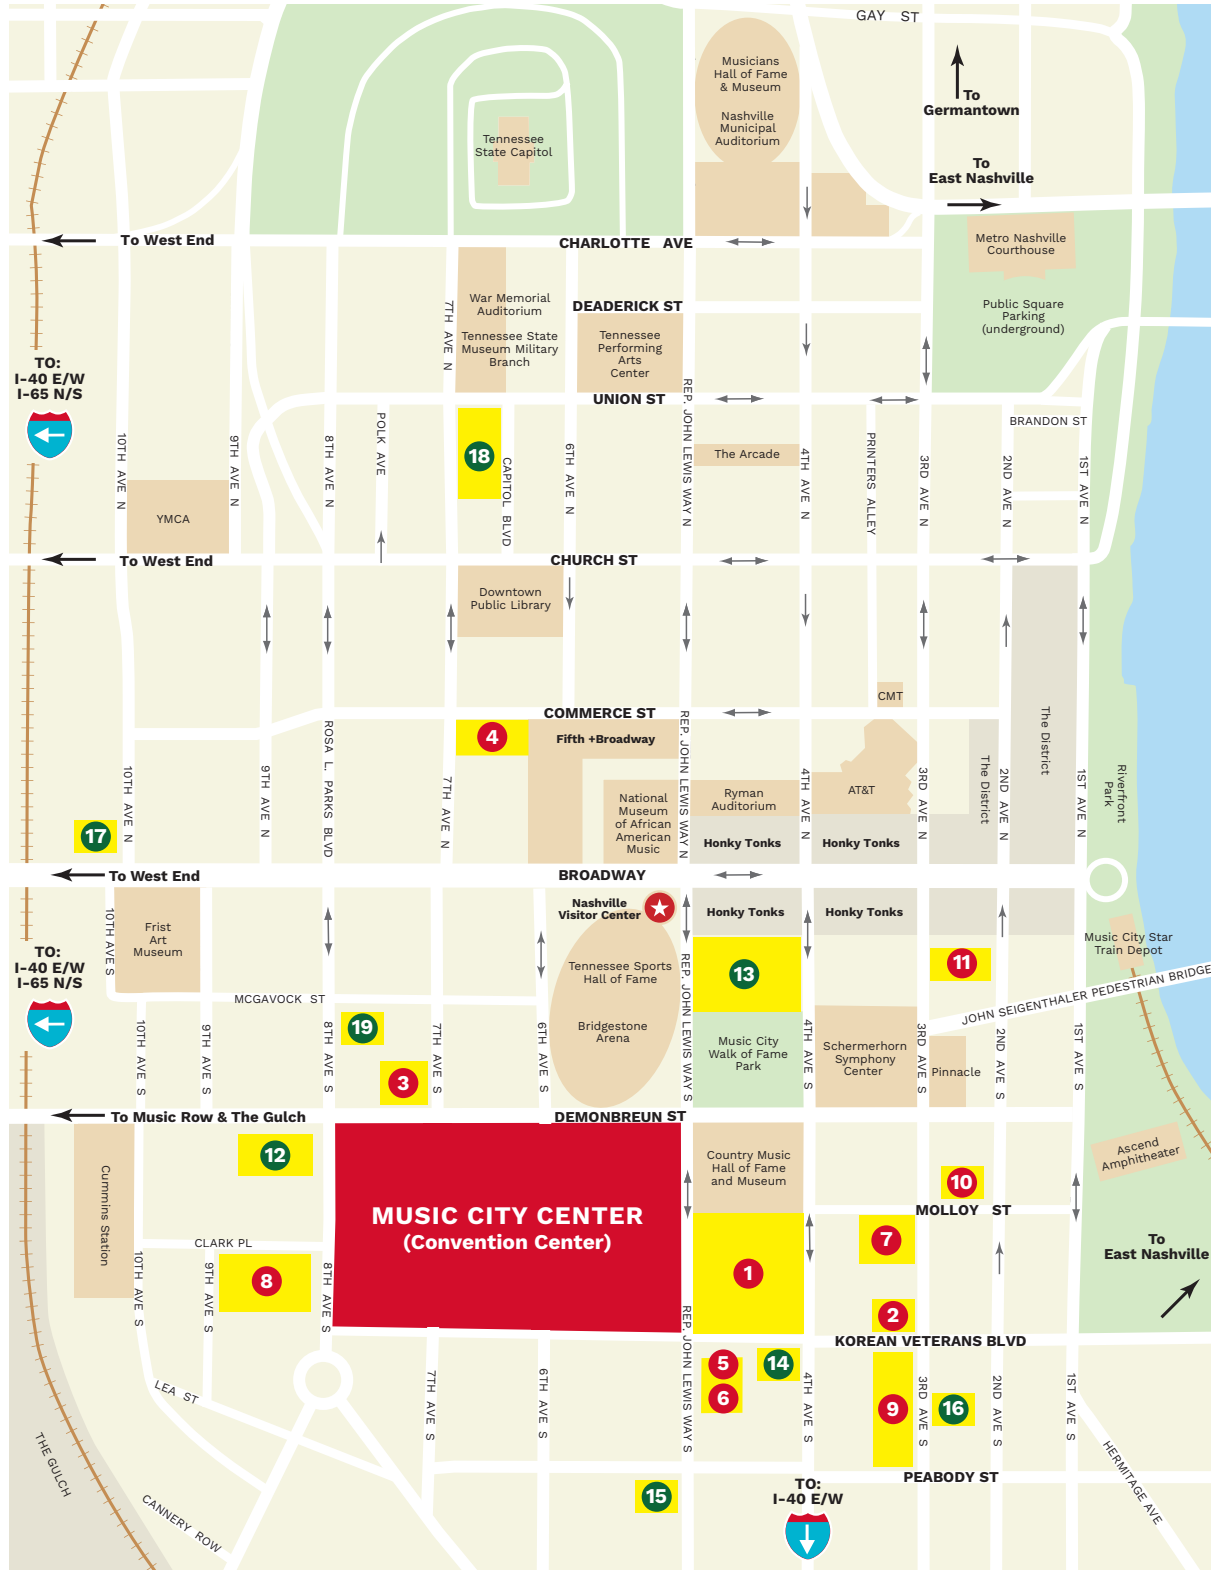 GAY ST
Musicians
Hall of Fame
& Museum
Nashville
Municipal
Auditorium
To
Germantown
Tennessee
State Capitol
To
East Nashville
To West End
CHARLOTTE AVE
Metro Nashville
Courthouse
Public Square
Parking
(underground)
War Memorial
Auditorium
Tennessee State
Museum Military
Branch
7TH AVE N
DEADERICK ST
Tennessee
Performing
Arts
Center
TO:
I-40 E/W
I-65 N/S
UNION ST
BRANDON ST
10TH AVE N
9TH AVE N
8TH AVE N
POLK AVE
18
CAPITOL BLVD
6TH AVE N
REP. JOHN LEWIS WAY N
The Arcade
4TH AVE N
PRINTERS ALLEY
3RD AVE N
2ND AVE N
1ST AVE N
YMCA
To West End
CHURCH ST
Downtown
Public Library
CMT
COMMERCE ST
4
Fifth +Broadway
ROSA L. PARKS BLVD
REP. JOHN LEWIS WAY N
The District
The District
Riverfront
Park
10TH AVE N
9TH AVE N
7TH AVE N
National
Museum
of African
American
Music
Ryman
Auditorium
4TH AVE N
AT&T
3RD AVE N
2ND AVE N
1ST AVE N
17
Honky Tonks
Honky Tonks
To West End
BROADWAY
Nashville
Visitor Center
Honky Tonks
Honky Tonks
10TH AVE S
Frist
Art
Museum
TO:
I-40 E/W
I-65 N/S
Tennessee Sports
Hall of Fame
Bridgestone
Arena
REP. JOHN LEWIS WAY S
13
11
Music City Star
Train Depot
JOHN SEIGENTHALER PEDESTRIAN BRIDGE
MCGAVOCK ST
10TH AVE S
9TH AVE S
8TH AVE S
19
7TH AVE S
6TH AVE S
3
Music City
Walk of Fame
Park
4TH AVE S
Schermerhorn
Symphony
Center
3RD AVE S
Pinnacle
2ND AVE S
1ST AVE S
To Music Row & The Gulch
DEMONBREUN ST
12
Cummins Station
Country Music
Hall of Fame
and Museum
Ascend
Amphitheater
10
MOLLOY ST
MUSIC CITY CENTER
(Convention Center)
CLARK PL
10TH AVE S
9TH AVE S
8
8TH AVE S
1
7
2
To
East Nashville
KOREAN VETERANS BLVD
REP. JOHN LEWIS WAY S
5
6
14
4TH AVE S
9
3RD AVE S
16
2ND AVE S
1ST AVE S
LEA ST
7TH AVE S
6TH AVE S
THE GULCH
CANNERY ROW
15
PEABODY ST
TO:
I-40 E/W
HERMITAGE AVE